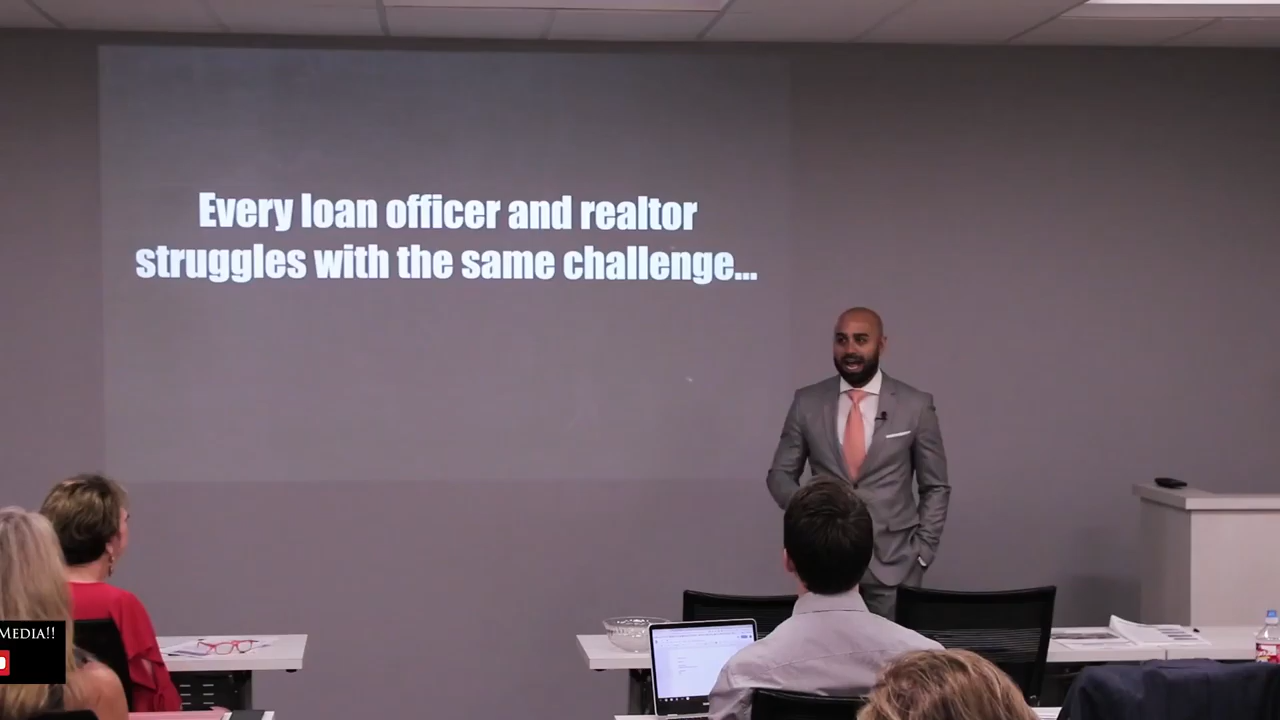 Every loan officer and realtor
struggles with the same challenge...
Media!!